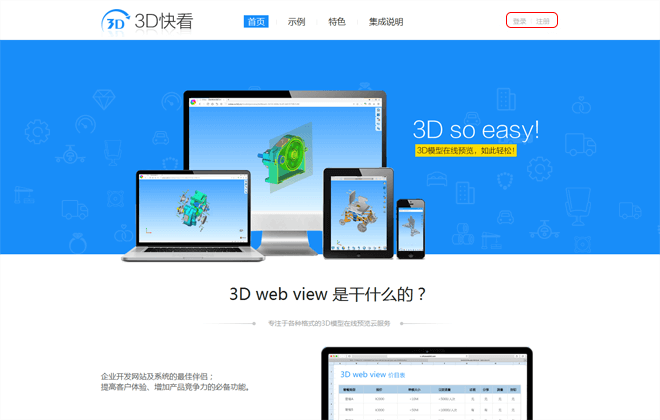 3D 3D快看
首页 示例 特色 集成说明
登录 注册
3D so easy!
3D模型在线预览，如此轻松！
3D web view 是干什么的？
专注于各种格式的3D模型在线预览云服务
企业开发网站及系统的最佳伴侣；
提高客户体验、增加产品竞争力的必备功能。
3D web view 价目表